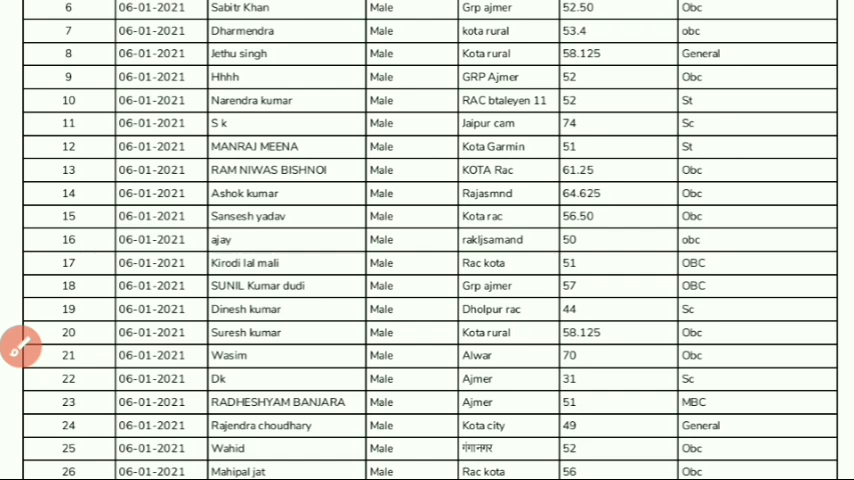 6 06-01-2021 Sabitr Khan Male Grp ajmer 52.50 Obc
7 06-01-2021 Dharmendra Male kota rural 53.4 obc
8 06-01-2021 Jethu singh Male Kota rural 58.125 General
9 06-01-2021 Hhhh Male GRP Ajmer 52 Obc
10 06-01-2021 Narendra kumar Male RAC btaleyen 11 52 St
11 06-01-2021 S k Male Jaipur cam 74 Sc
12 06-01-2021 MANRAJ MEENA Male Kota Garmin 51 St
13 06-01-2021 RAM NIWAS BISHNOI Male KOTA Rac 61.25 Obc
14 06-01-2021 Ashok kumar Male Rajasmnd 64.625 Obc
15 06-01-2021 Sansesh yadav Male Kota rac 56.50 Obc
16 06-01-2021 ajay Male rakljsamand 50 obc
17 06-01-2021 Kirodi lal mali Male Rac kota 51 OBC
18 06-01-2021 SUNIL Kumar dudi Male Grp ajmer 57 OBC
19 06-01-2021 Dinesh kumar Male Dholpur rac 44 Sc
20 06-01-2021 Suresh kumar Male Kota rural 58.125 Obc
21 06-01-2021 Wasim Male Alwar 70 Obc
22 06-01-2021 Dk Male Ajmer 31 Sc
23 06-01-2021 RADHESHYAM BANJARA Male Ajmer 51 MBC
24 06-01-2021 Rajendra choudhary Male Kota city 49 General
25 06-01-2021 Wahid Male गंगानगर 52 Obc
26 06-01-2021 Mahipal jat Male Rac kota 56 Obc